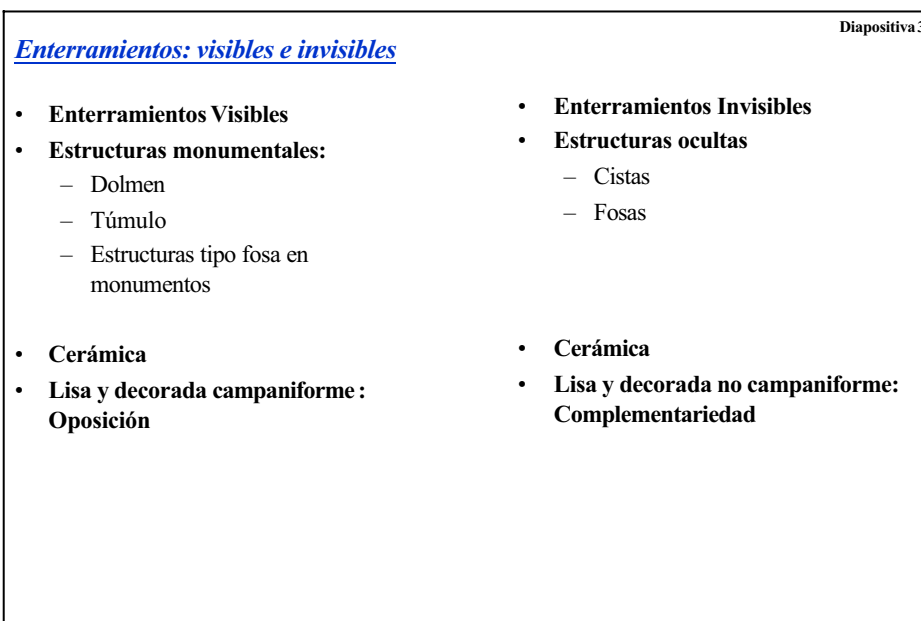 Diapositiva 3
Enterramientos: visibles e invisibles
• Enterramientos Visibles
• Estructuras monumentales:
– Dolmen
– Túmulo
– Estructuras tipo fosa en
monumentos
• Cerámica
• Lisa y decorada campaniforme :
Oposición
• Enterramientos Invisibles
• Estructuras ocultas
– Cistas
– Fosas
• Cerámica
• Lisa y decorada no campaniforme:
Complementariedad